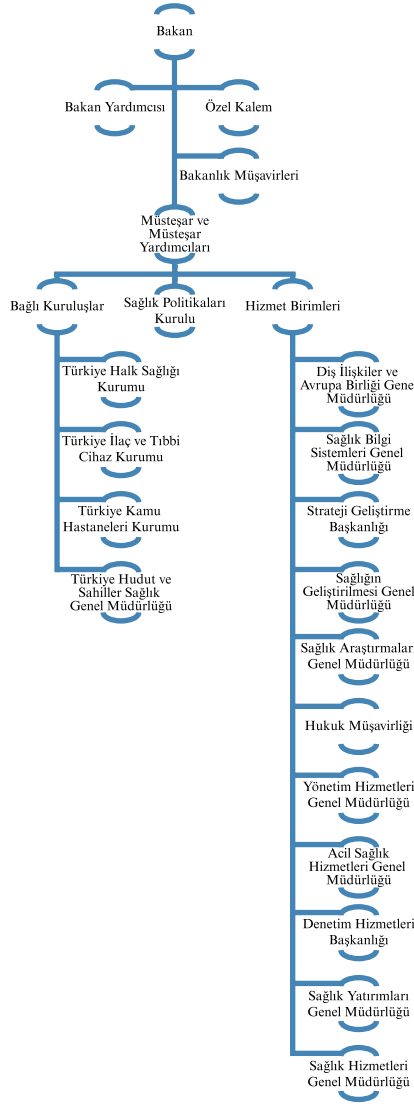 Bakan
Bakan Yardımcısı
Özel Kalem
Bakanlık Müşavirleri
Müsteşar ve
Müsteşar
Yardımcıları
Bağlı Kuruluşlar
Sağlık Politikaları
Kurulu
Hizmet Birimleri
Türkiye Halk Sağlığı
Kurumu
Türkiye İlaç ve Tıbbi
Cihaz Kurumu
Türkiye Kamu
Hastaneleri Kurumu
Türkiye Hudut ve
Sahiller Sağlık
Genel Müdürlüğü
Diş İlişkiler ve
Avrupa Birliği Gene
Müdürlüğü
Sağlık Bilgi
Sistemleri Genel
Müdürlüğü
Strateji Geliştirme
Başkanlığı
Sağlığın
Geliştirilmesi Genel
Müdürlüğü
Sağlık Araştırmalar
Genel Müdürlüğü
Hukuk Müşavirliği
Yönetim Hizmetleri
Genel Müdürlüğü
Acil Sağlık
Hizmetleri Genel
Müdürlüğü
Denetim Hizmetleri
Başkanlığı
Sağlık Yatırımları
Genel Müdürlüğü
Sağlık Hizmetleri
Genel Müdürlüğü